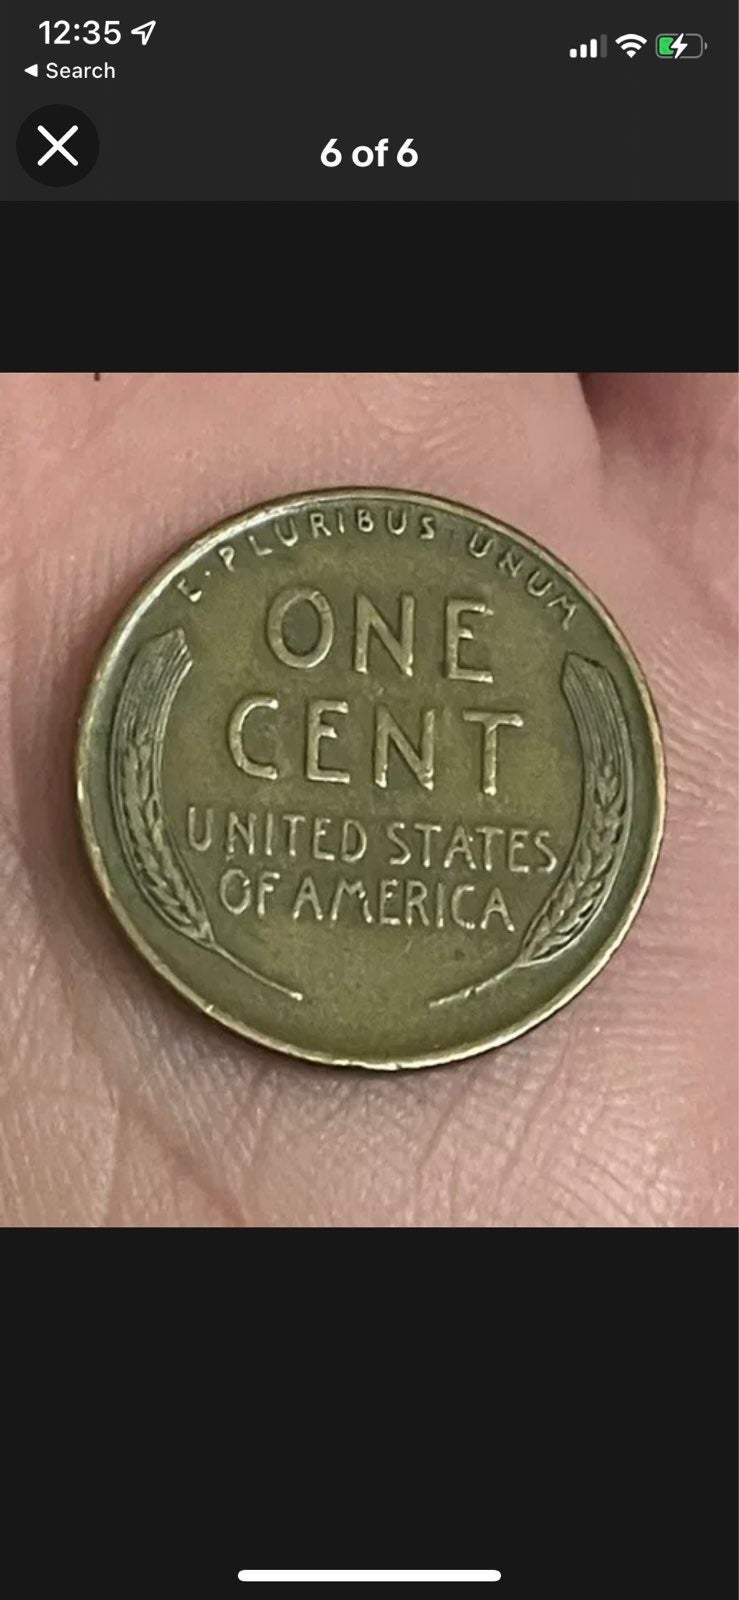 12:35
◀ Search
6 of 6
E·PLURIBUS·UNUM
ONE
CENT
UNITED STATES
OF AMERICA